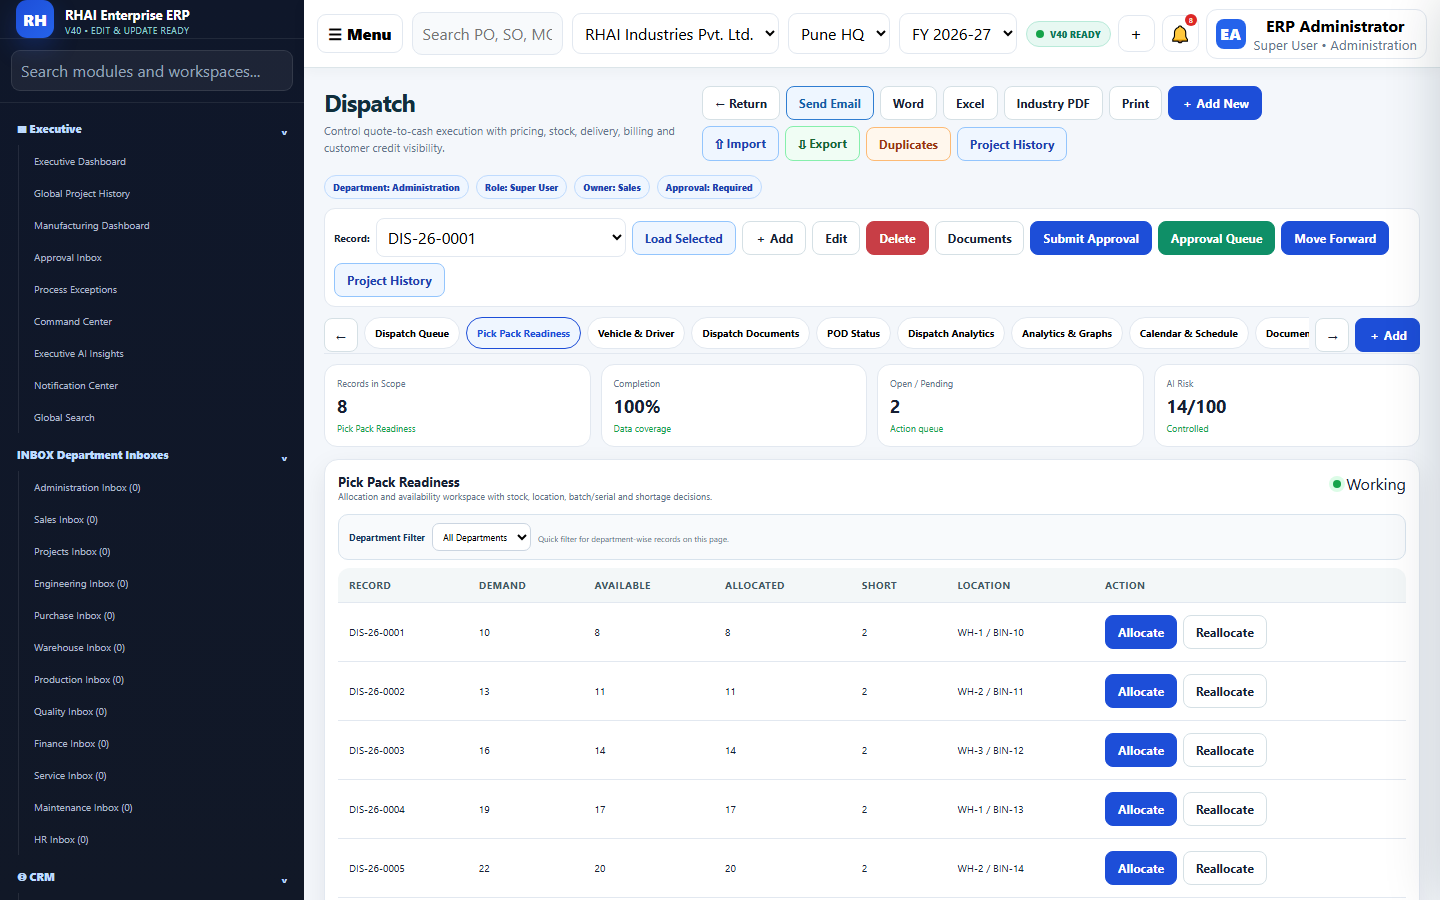 RH
RHAI Enterprise ERP
V40 • EDIT & UPDATE READY
Search modules and workspaces...
Executive
Executive Dashboard
Global Project History
Manufacturing Dashboard
Approval Inbox
Process Exceptions
Command Center
Executive AI Insights
Notification Center
Global Search
INBOX Department Inboxes
Administration Inbox (0)
Sales Inbox (0)
Projects Inbox (0)
Engineering Inbox (0)
Purchase Inbox (0)
Warehouse Inbox (0)
Production Inbox (0)
Quality Inbox (0)
Finance Inbox (0)
Service Inbox (0)
Maintenance Inbox (0)
HR Inbox (0)
CRM
☰ Menu
Search PO, SO, MC
RHAI Industries Pvt. Ltd.
Pune HQ
FY 2026-27
V40 READY
+
8
EA
ERP Administrator
Super User • Administration
Dispatch
Control quote-to-cash execution with pricing, stock, delivery, billing and
customer credit visibility.
← Return
Send Email
Word
Excel
Industry PDF
Print
+ Add New
⇧ Import
⇩ Export
Duplicates
Project History
Department: Administration
Role: Super User
Owner: Sales
Approval: Required
Record:
DIS-26-0001
Load Selected
+ Add
Edit
Delete
Documents
Submit Approval
Approval Queue
Move Forward
Project History
←
Dispatch Queue
Pick Pack Readiness
Vehicle & Driver
Dispatch Documents
POD Status
Dispatch Analytics
Analytics & Graphs
Calendar & Schedule
Documen
→
+ Add
Records in Scope
8
Pick Pack Readiness
Completion
100%
Data coverage
Open / Pending
2
Action queue
AI Risk
14/100
Controlled
Pick Pack Readiness
Allocation and availability workspace with stock, location, batch/serial and shortage decisions.
Working
Department Filter
All Departments
Quick filter for department-wise records on this page.
RECORD DEMAND AVAILABLE ALLOCATED SHORT LOCATION ACTION
DIS-26-0001 10 8 8 2 WH-1 / BIN-10 Allocate Reallocate
DIS-26-0002 13 11 11 2 WH-2 / BIN-11 Allocate Reallocate
DIS-26-0003 16 14 14 2 WH-3 / BIN-12 Allocate Reallocate
DIS-26-0004 19 17 17 2 WH-1 / BIN-13 Allocate Reallocate
DIS-26-0005 22 20 20 2 WH-2 / BIN-14 Allocate Reallocate